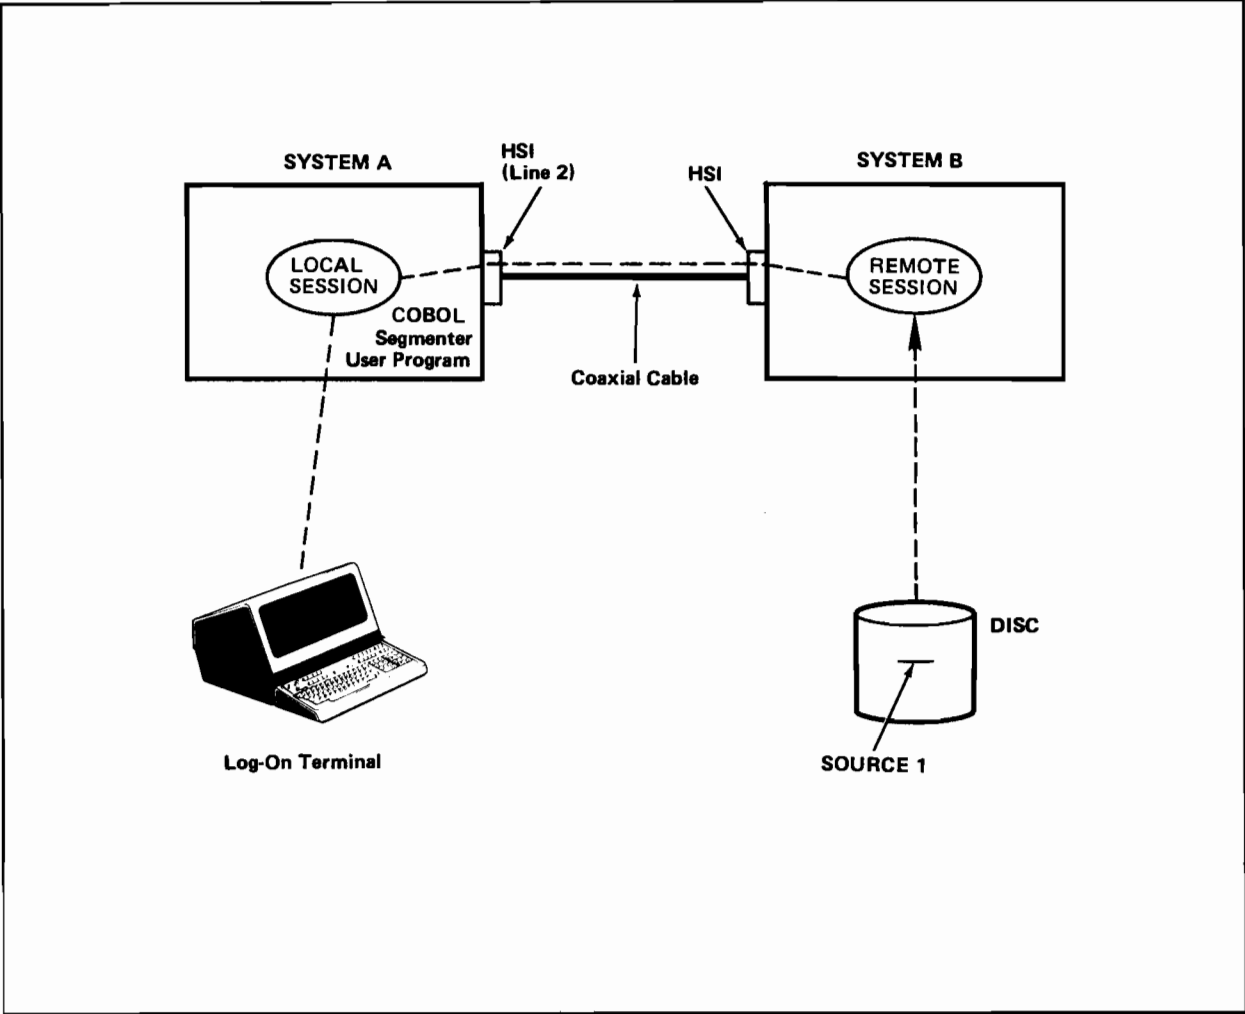 SYSTEM A
HSI
(Line 2)
HSI
SYSTEM B
LOCAL
SESSION
COBOL
Segmenter
User Program
REMOTE
SESSION
Coaxial Cable
DISC
Log-On Terminal
SOURCE 1